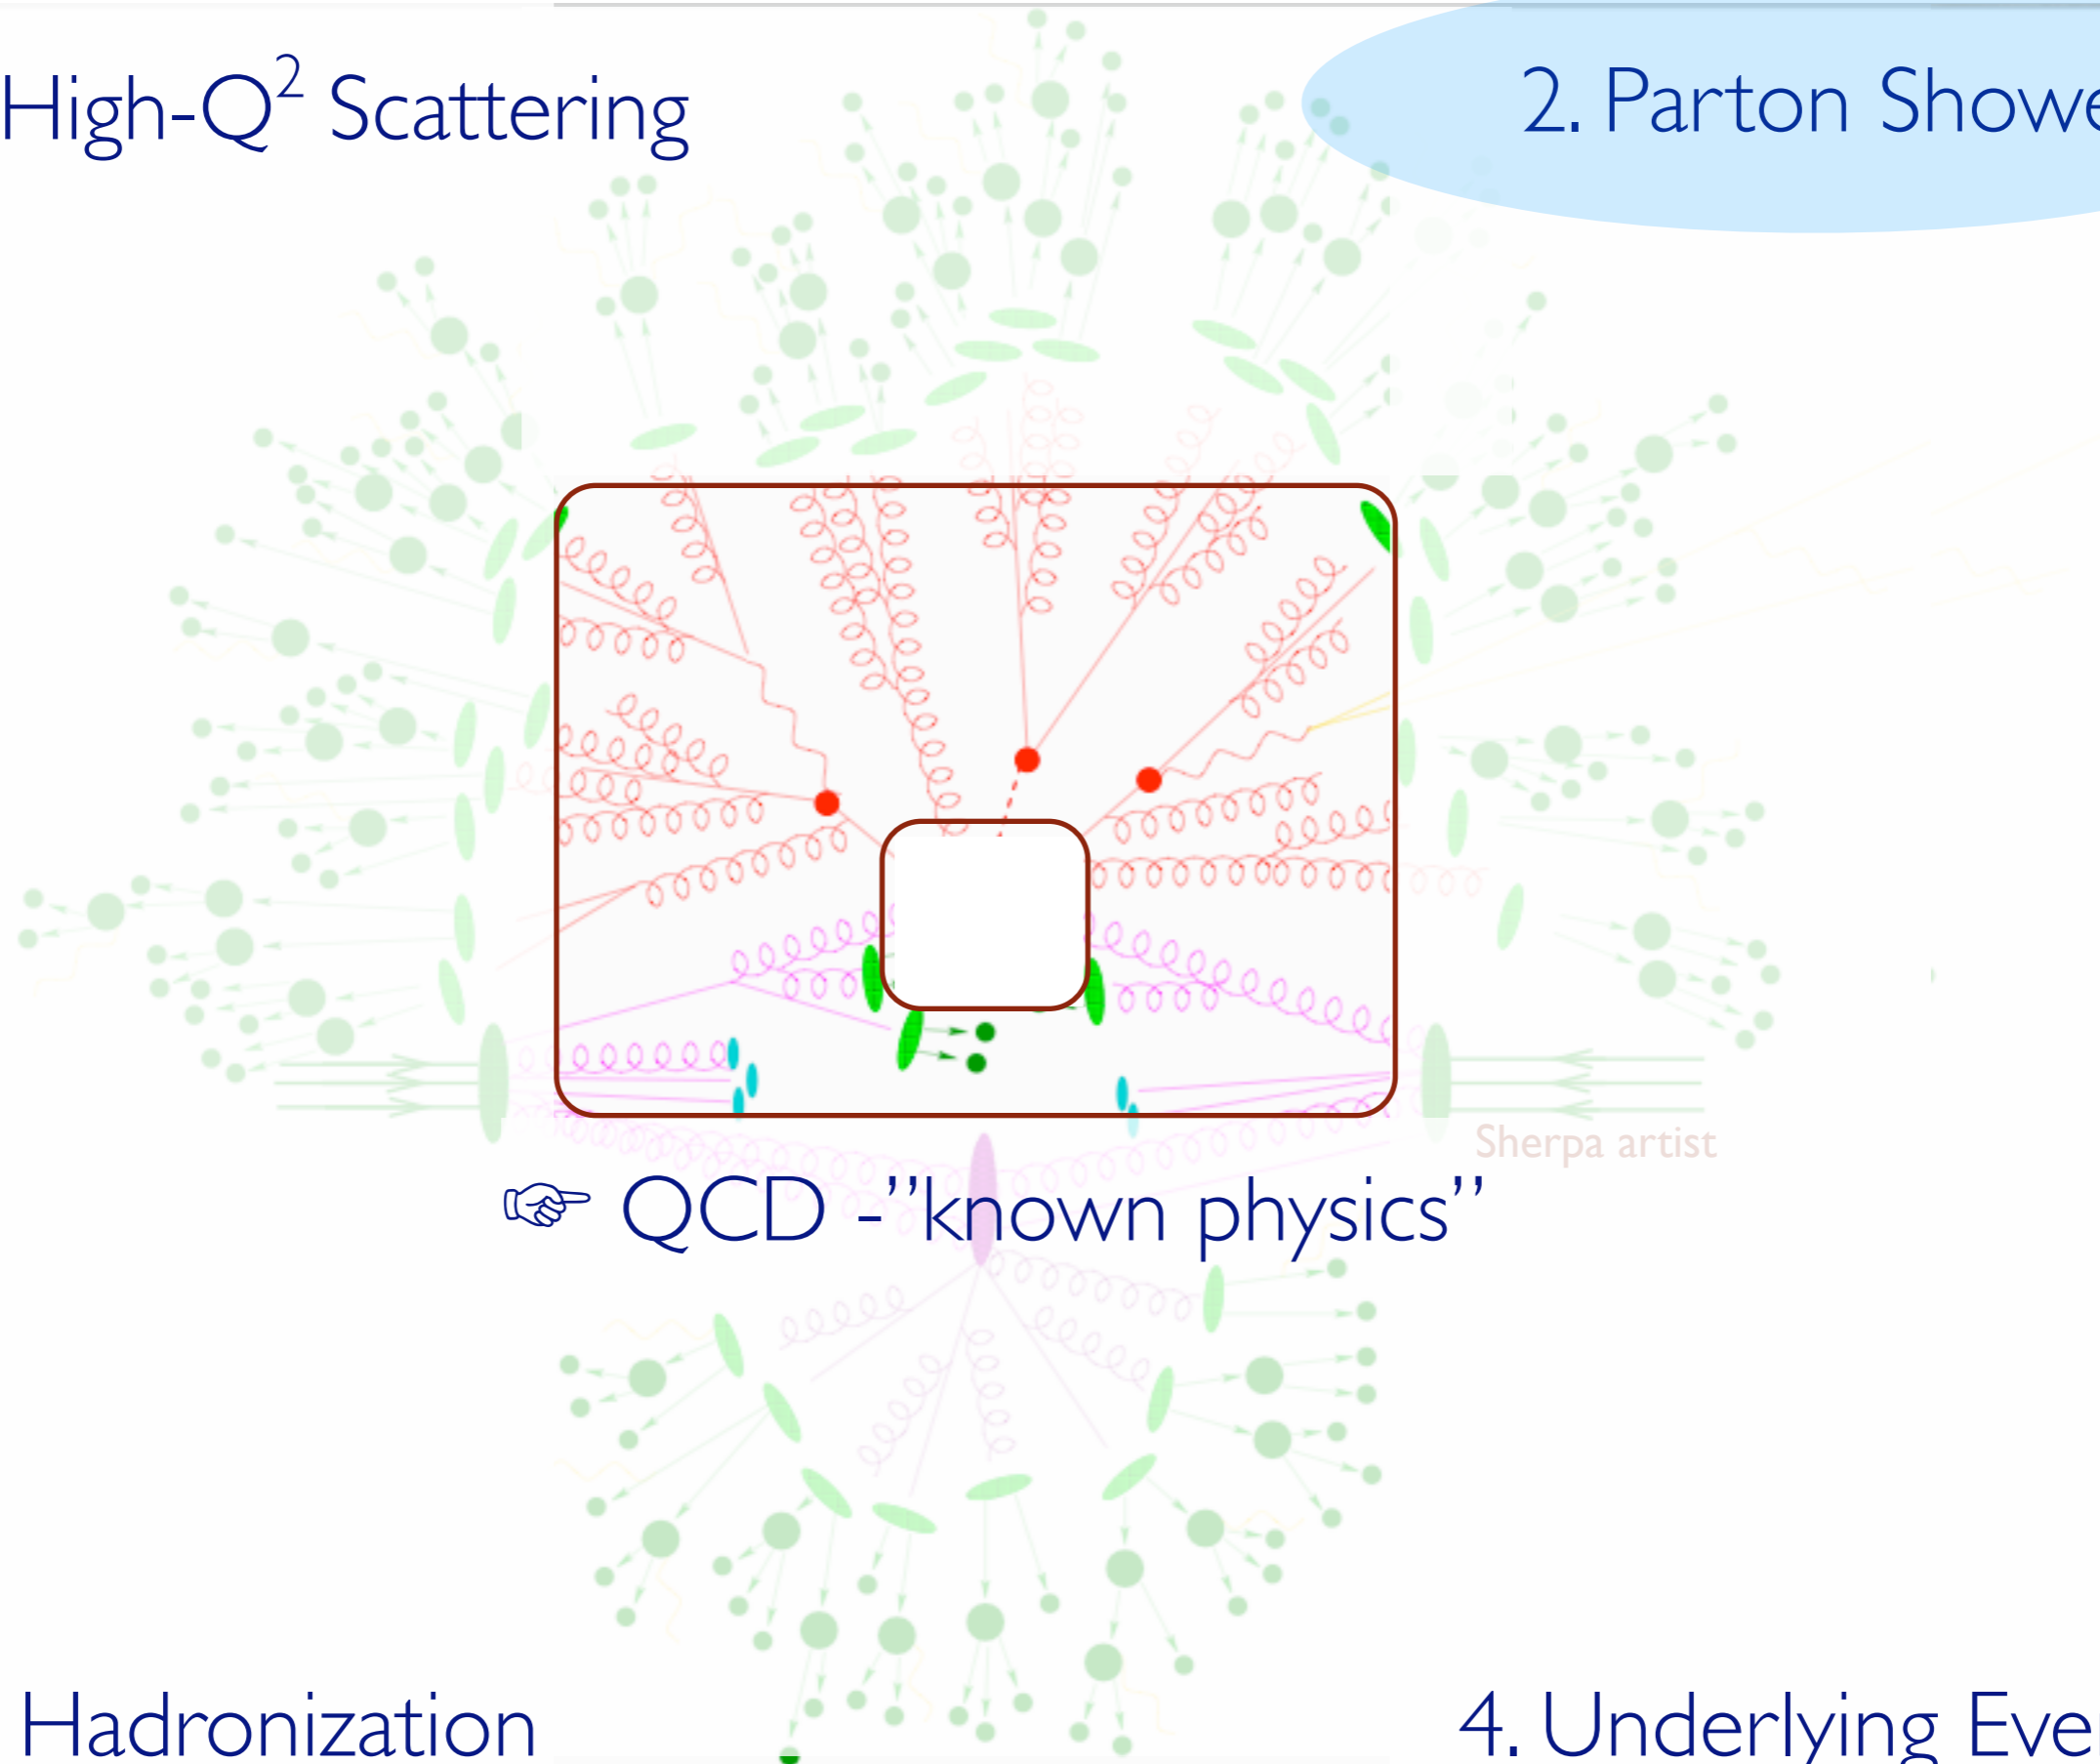 High-Q² Scattering
2. Parton Showe
Sherpa artist
☞ QCD -”known physics”
Hadronization
4. Underlying Eve